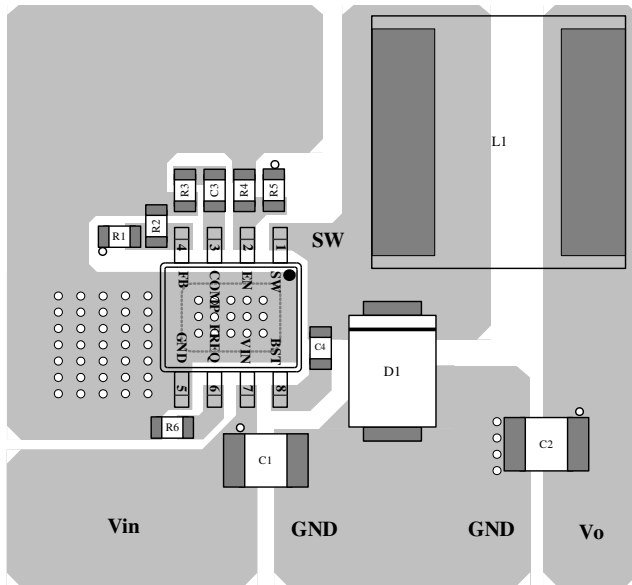 L1
R3
C3
R4
R5
R2
R1
SW
4
3
2
1
FB
COMP
EN
SW
GND
FREQ
VIN
BST
5
6
7
8
C4
D1
R6
C1
C2
Vin
GND
GND
Vo